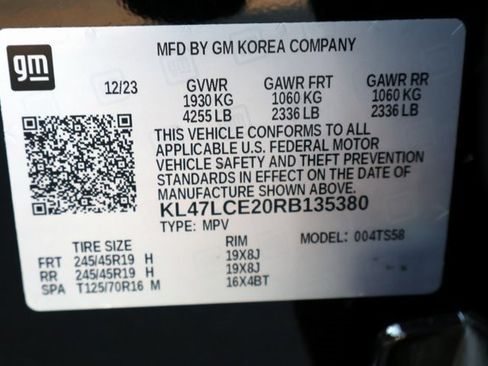 gm
MFD BY GM KOREA COMPANY
12/23 GVWR GAWR FRT GAWR RR
1930 KG 1060 KG 1060 KG
4255 LB 2336 LB 2336 LB
THIS VEHICLE CONFORMS TO ALL
APPLICABLE U.S. FEDERAL MOTOR
VEHICLE SAFETY AND THEFT PREVENTION
STANDARDS IN EFFECT ON THE DATE OF
MANUFACTURE SHOWN ABOVE.
KL47LCE20RB135380
TYPE: MPV MODEL: 004TS58
TIRE SIZE RIM
FRT 245/45R19 H 19X8J
RR 245/45R19 H 19X8J
SPA T125/70R16 M 16X4BT